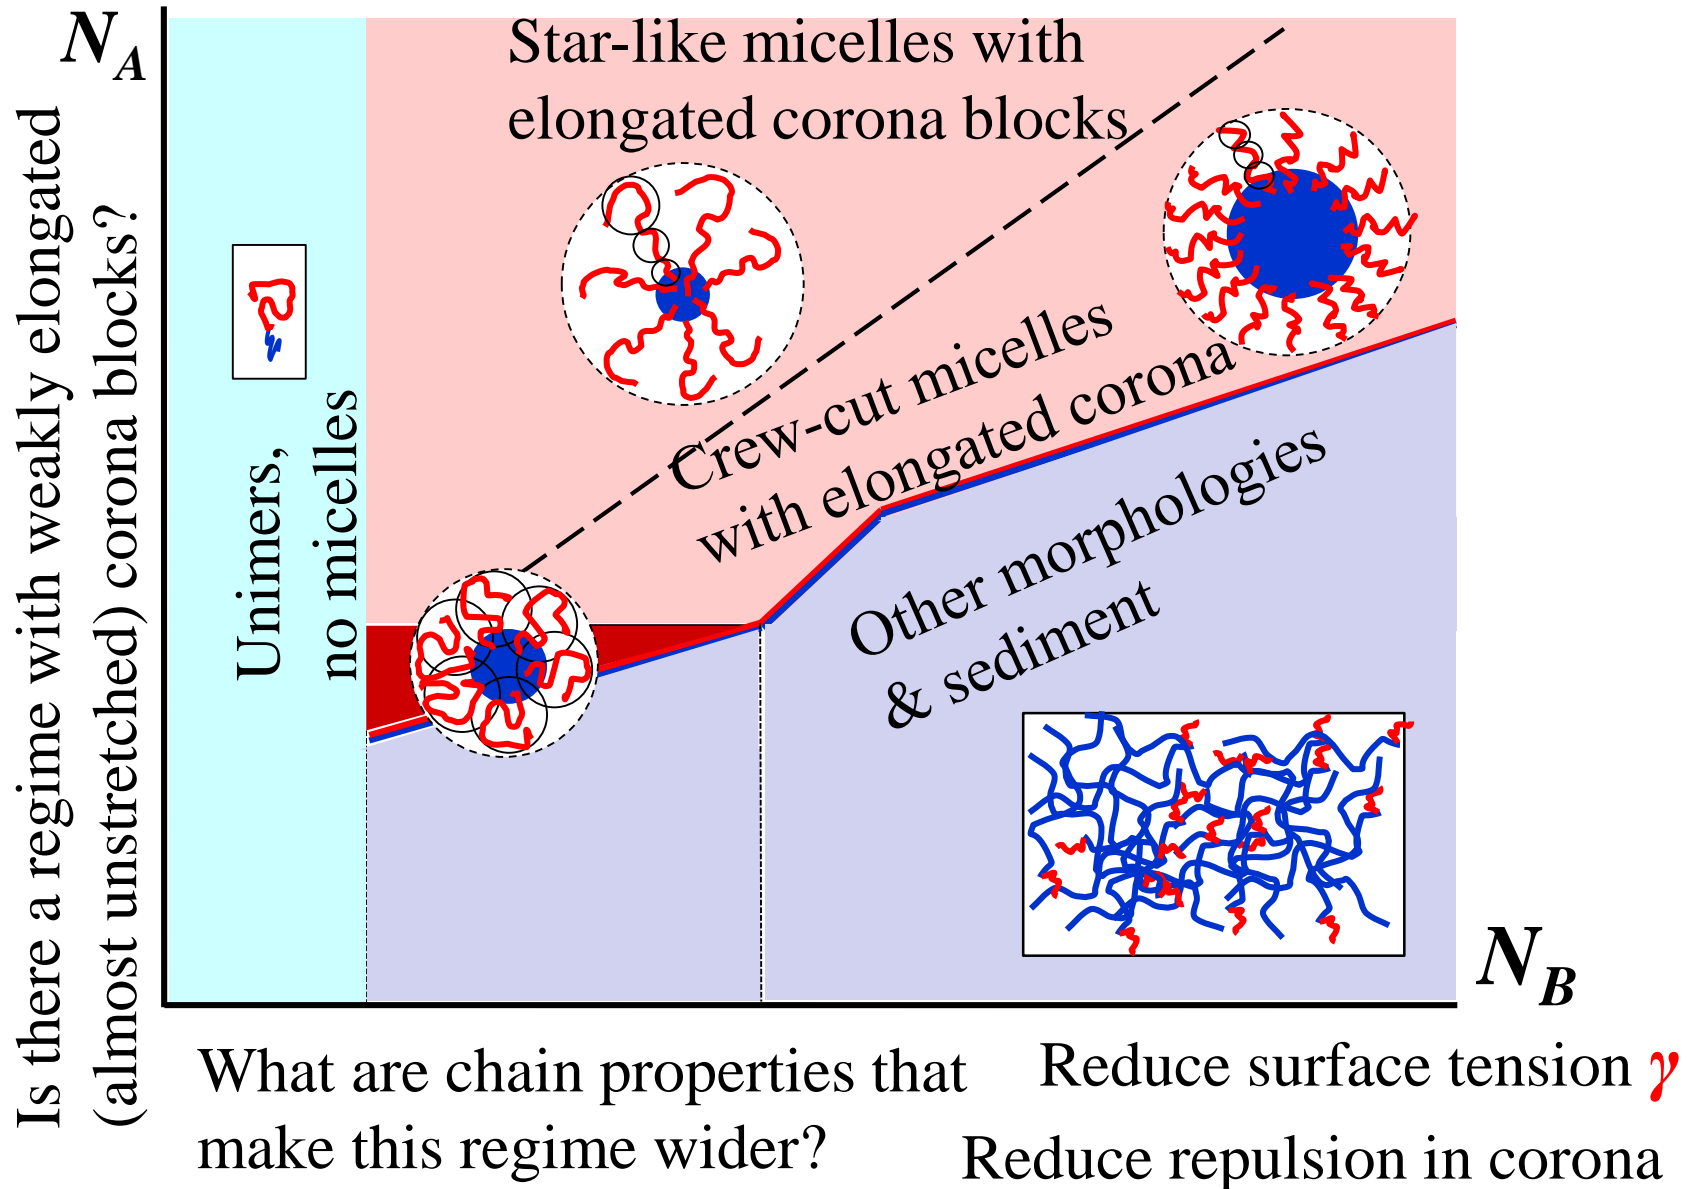 N_A
Is there a regime with weakly elongated
(almost unstretched) corona blocks?
Star-like micelles with
elongated corona blocks
Unimers,
no micelles
Crew-cut micelles
with elongated corona
Other morphologies
& sediment
N_B
What are chain properties that
make this regime wider?
Reduce surface tension γ
Reduce repulsion in corona